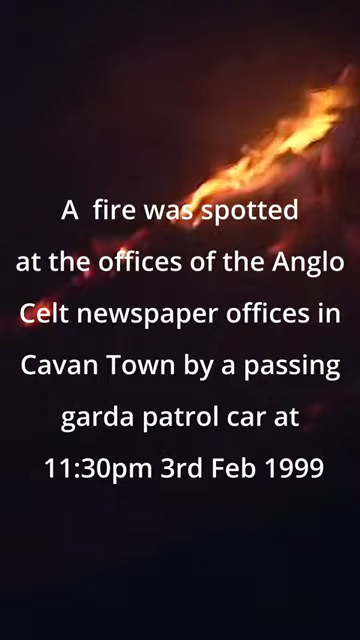 A  fire was spotted
at the offices of the Anglo
Celt newspaper offices in
Cavan Town by a passing
garda patrol car at
11:30pm 3rd Feb 1999